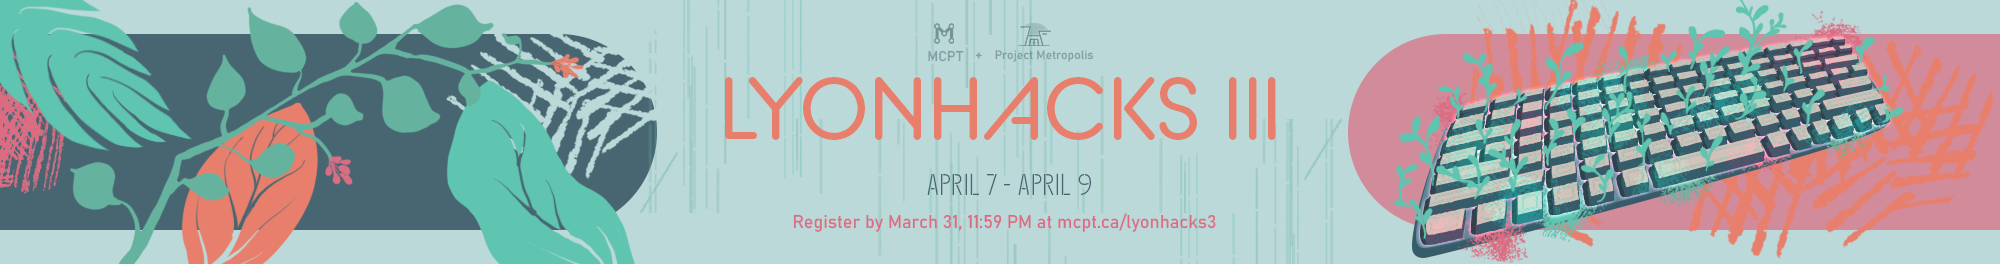 MCPT + Project Metropolis
LYONHACKS III
APRIL 7 - APRIL 9
Register by March 31, 11:59 PM at mcpt.ca/lyonhacks3